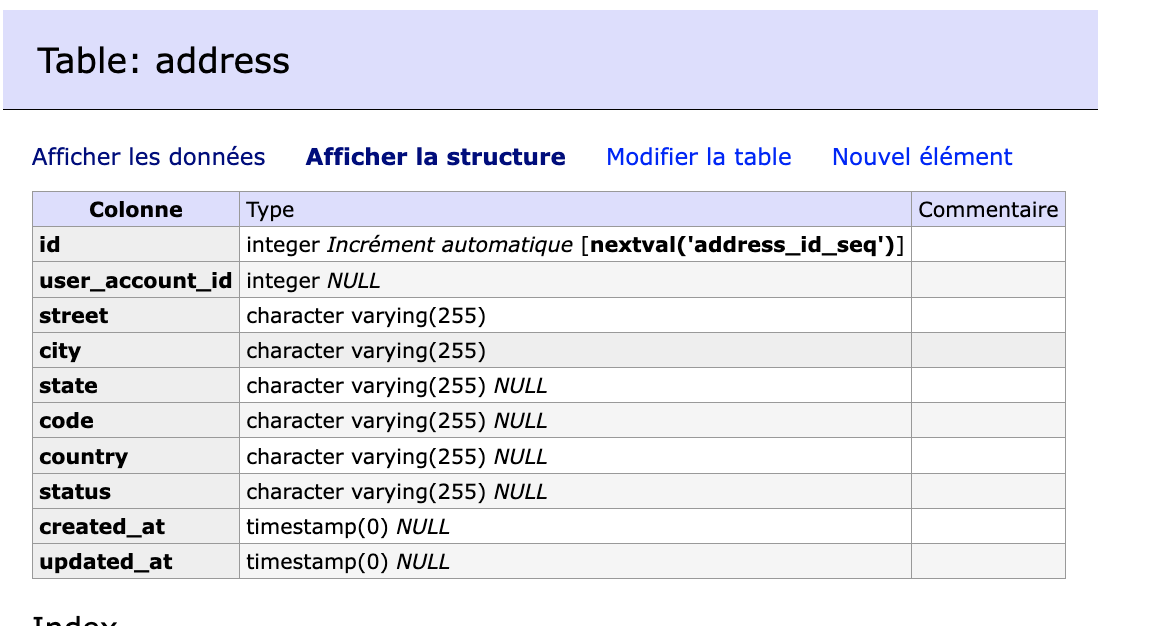 Table: address
Afficher les données Afficher la structure Modifier la table Nouvel élément
Colonne Type Commentaire
id integer Incrément automatique [nextval('address_id_seq')]
user_account_id integer NULL
street character varying(255)
city character varying(255)
state character varying(255) NULL
code character varying(255) NULL
country character varying(255) NULL
status character varying(255) NULL
created_at timestamp(0) NULL
updated_at timestamp(0) NULL
Index